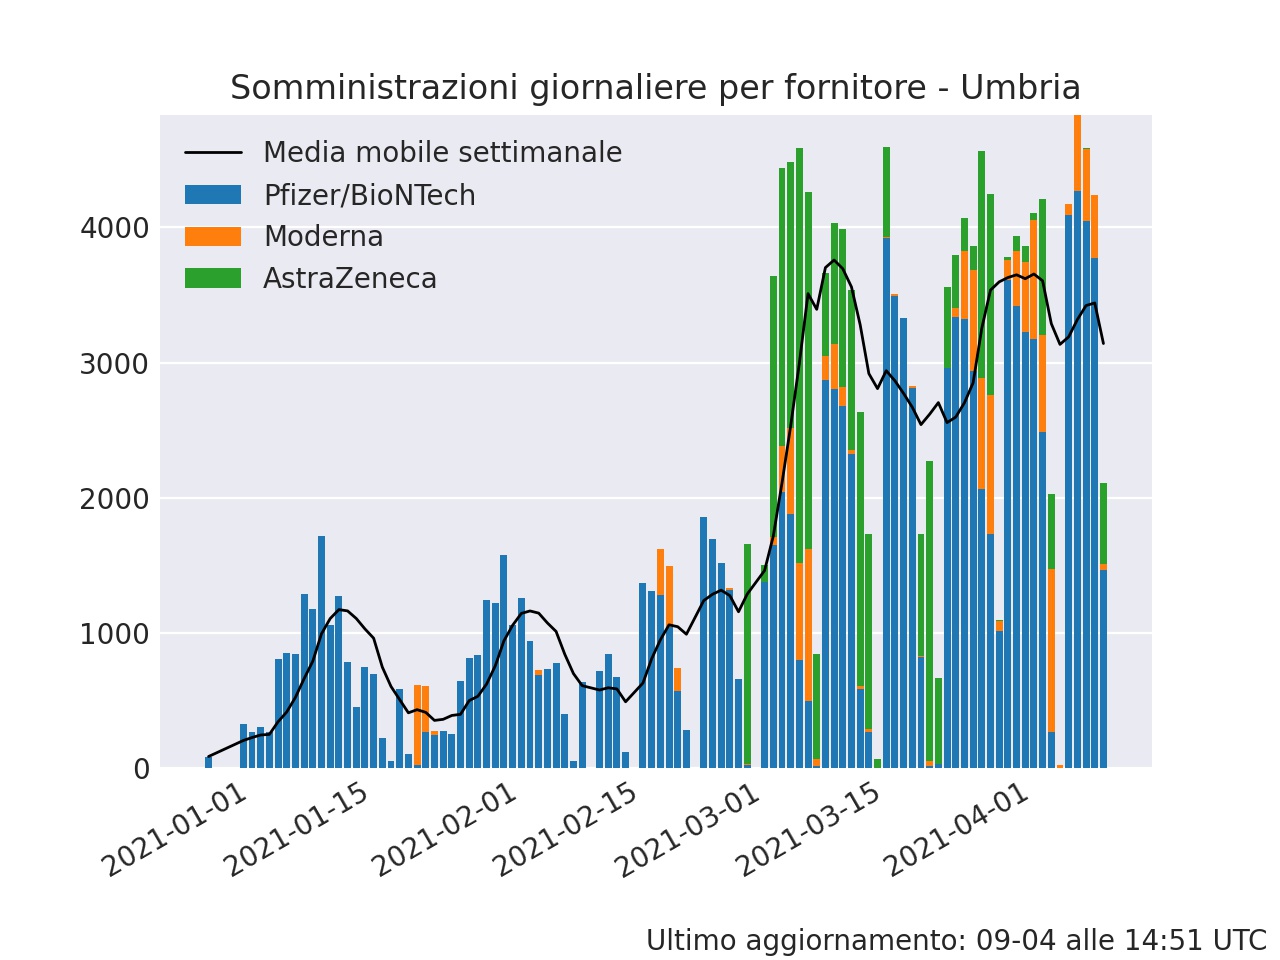 Somministrazioni giornaliere per fornitore - Umbria
Media mobile settimanale
Pfizer/BioNTech
Moderna
AstraZeneca
4000
3000
2000
1000
0
2021-01-01
2021-01-15
2021-02-01
2021-02-15
2021-03-01
2021-03-15
2021-04-01
Ultimo aggiornamento: 09-04 alle 14:51 UTC